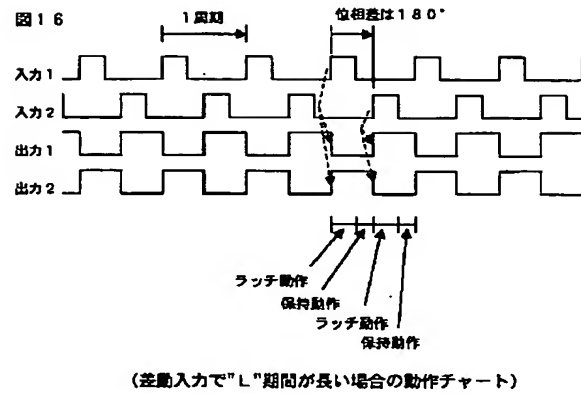 図16
1周期
位相差は180°
入力1
入力2
出力1
出力2
ラッチ動作
保持動作
ラッチ動作
保持動作
(差動入力で"L"期間が長い場合の動作チャート)